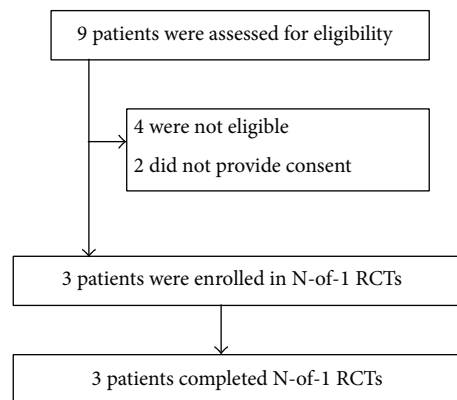 9 patients were assessed for eligibility
4 were not eligible
2 did not provide consent
3 patients were enrolled in N-of-1 RCTs
3 patients completed N-of-1 RCTs